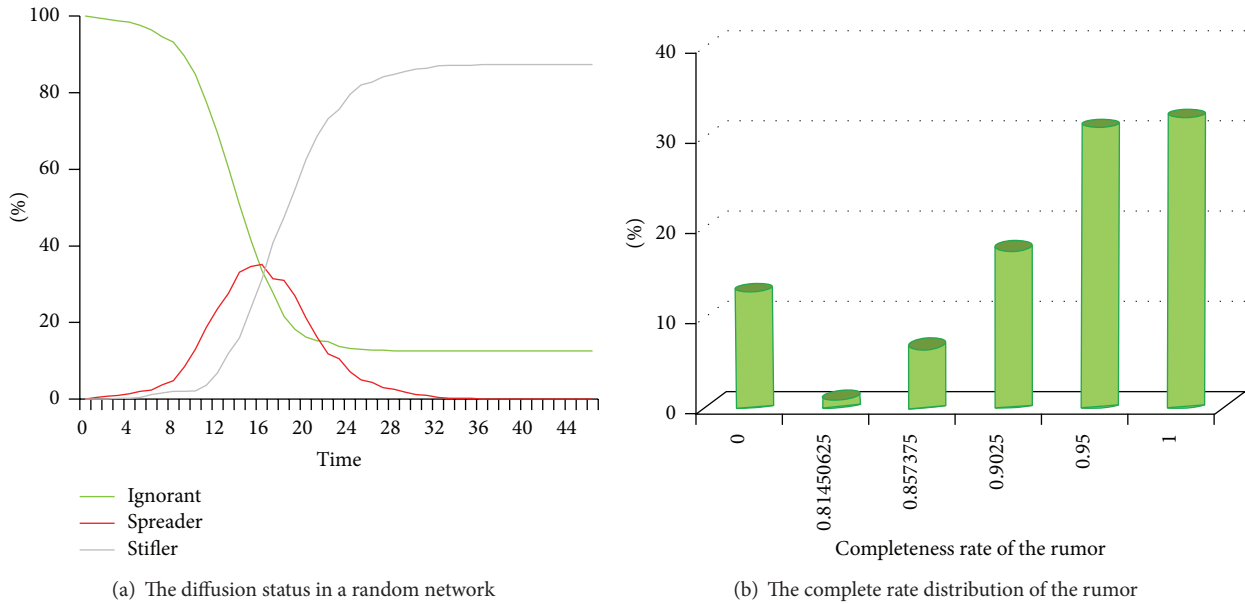 100
80
60
40
20
0
(%)
0 4 8 12 16 20 24 28 32 36 40 44
Time
Ignorant
Spreader
Stifler
(a) The diffusion status in a random network
40
30
20
10
0
(%)
0
0.81450625
0.857375
0.9025
0.95
1
Completeness rate of the rumor
(b) The complete rate distribution of the rumor